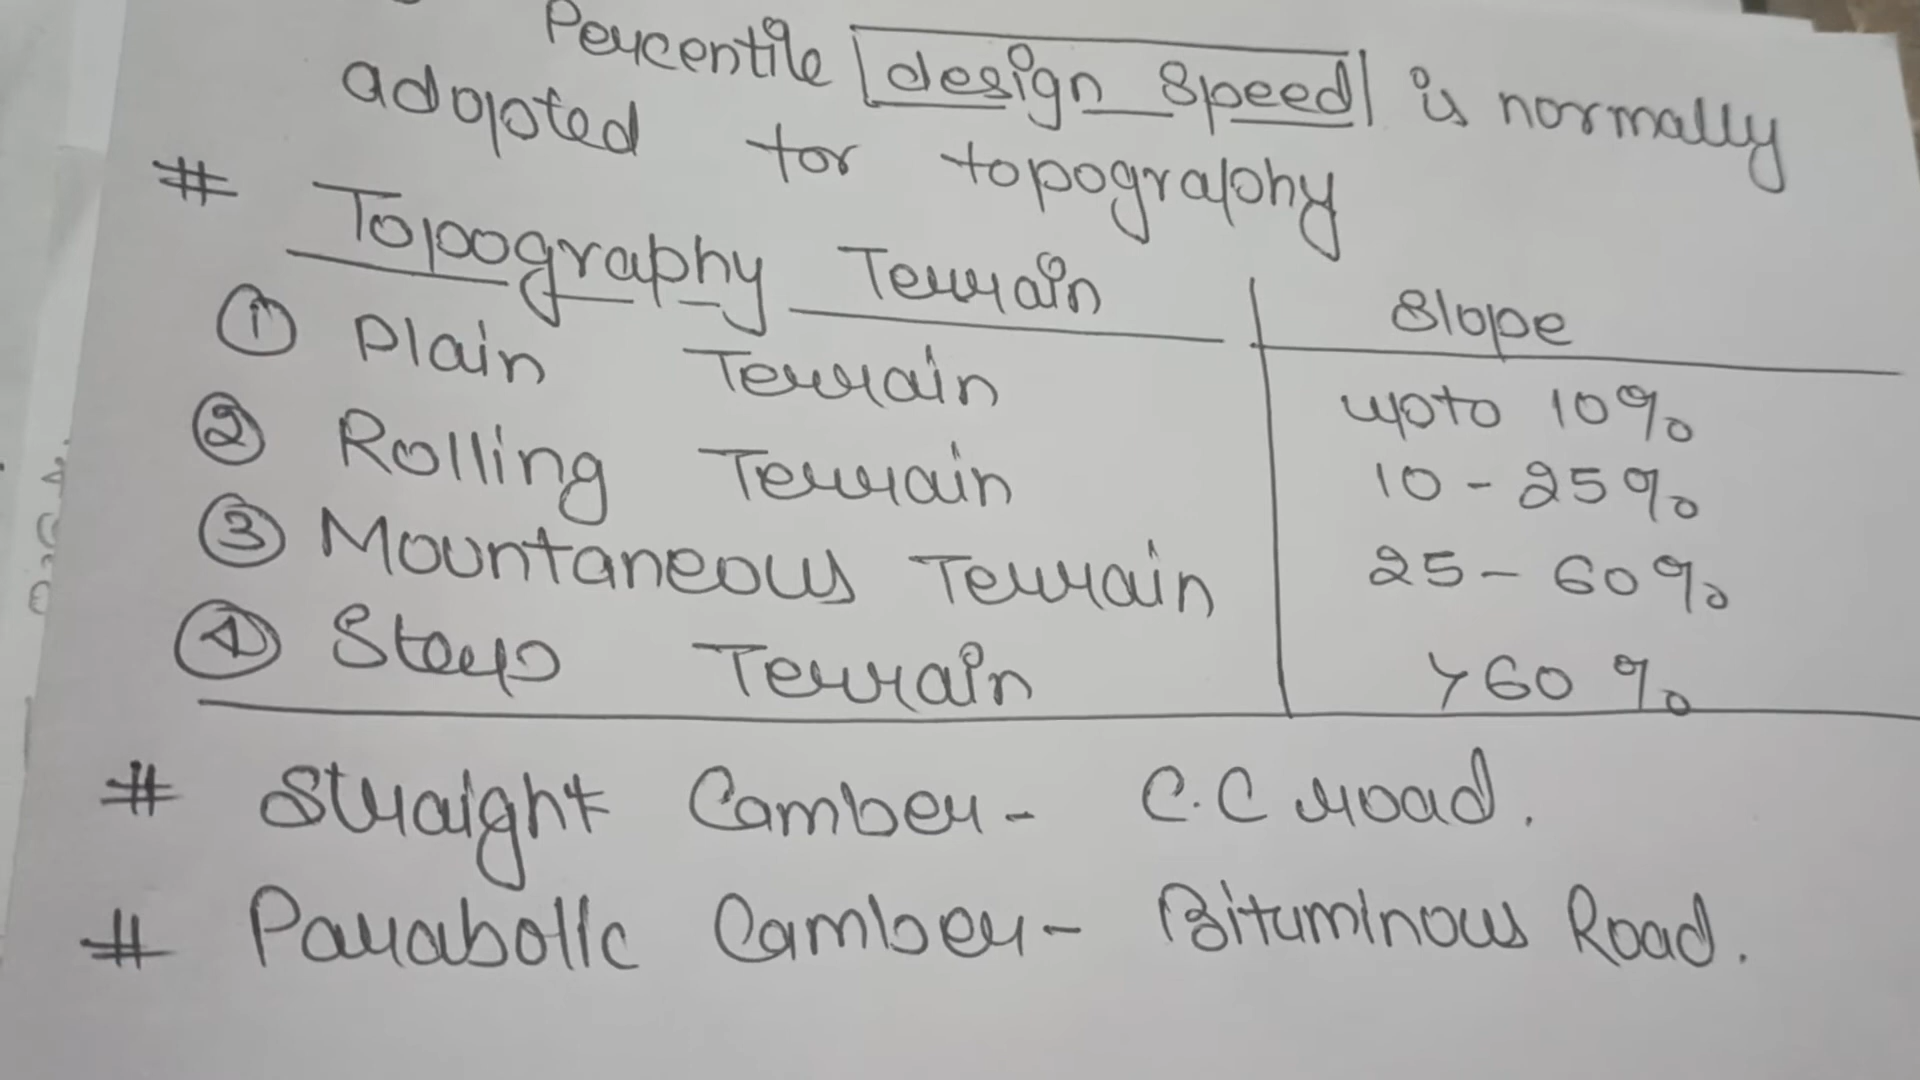 Percentile design speed is normally
adopted for topography
# Topography Terrain | Slope
① Plain Terrain | upto 10%
② Rolling Terrain | 10 - 25%
③ Mountaneous Terrain | 25 - 60%
④ Steep Terrain | >60 %
# Straight Camber - C.C road.
# Parabolic Camber - Bituminous Road.